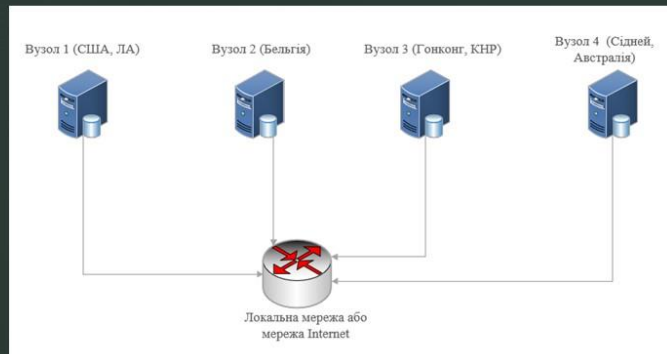 Вузол 1 (США, ЛА)
Вузол 2 (Бельгія)
Вузол 3 (Гонконг, КНР)
Вузол 4 (Сідней,
Австралія)
Локальна мережа або
мережа Internet